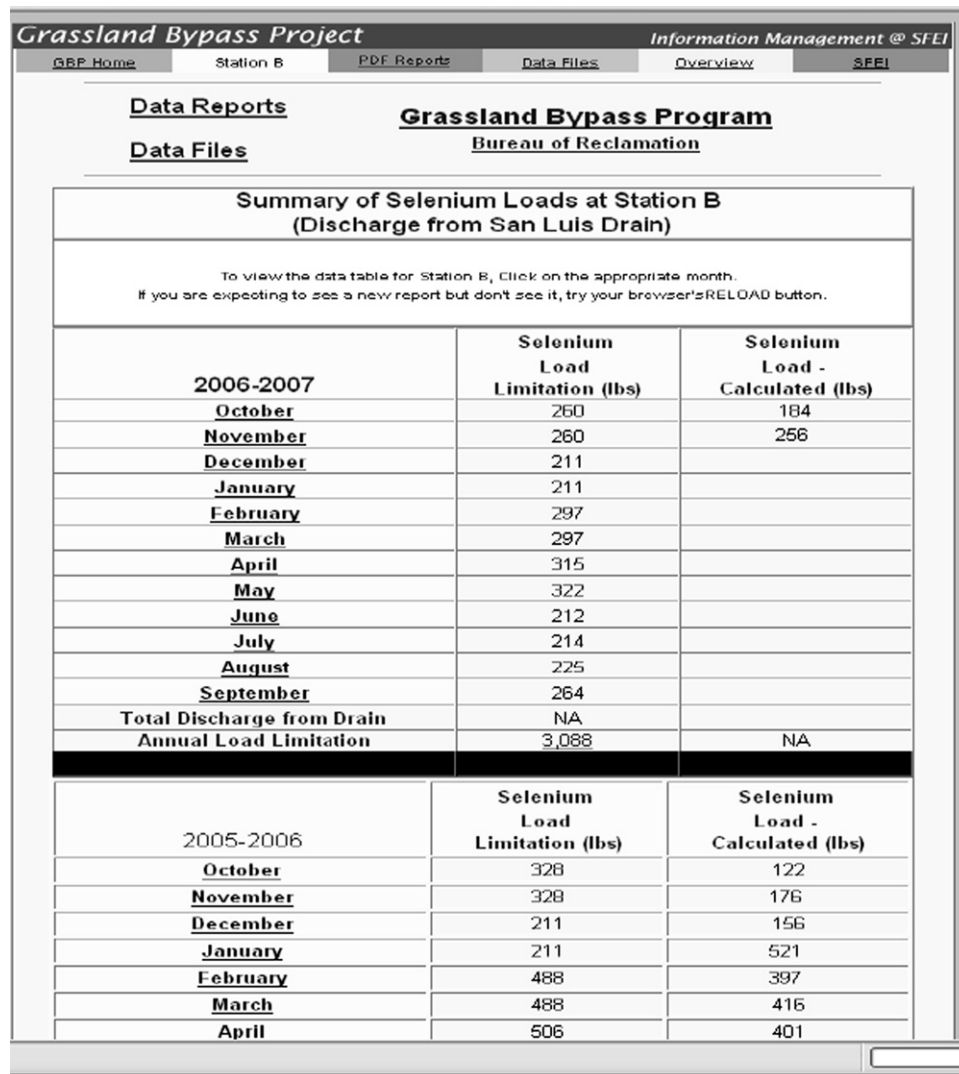 Grassland Bypass Project Information Management @ SFEI
GBP Home Station B PDF Reports Data Files Overview SFEI
Data Reports
Grassland Bypass Program
Bureau of Reclamation
Data Files
Summary of Selenium Loads at Station B
(Discharge from San Luis Drain)
To view the data table for Station B, Click on the appropriate month.
If you are expecting to see a new report but don't see it, try your browser'sRELOAD button.
2006-2007 Selenium Load Limitation (lbs) Selenium Load - Calculated (lbs)
October 260 184
November 260 256
December 211
January 211
February 297
March 297
April 315
May 322
June 212
July 214
August 225
September 264
Total Discharge from Drain NA
Annual Load Limitation 3,088 NA
2005-2006 Selenium Load Limitation (lbs) Selenium Load - Calculated (lbs)
October 328 122
November 328 176
December 211 156
January 211 521
February 488 397
March 488 416
April 506 401